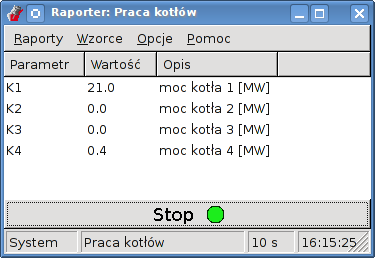 Raporter: Praca kotłów
Raporty Wzorce Opcje Pomoc
Parametr Wartość Opis
K1 21.0 moc kotła 1 [MW]
K2 0.0 moc kotła 2 [MW]
K3 0.0 moc kotła 3 [MW]
K4 0.4 moc kotła 4 [MW]
Stop
System Praca kotłów 10 s 16:15:25